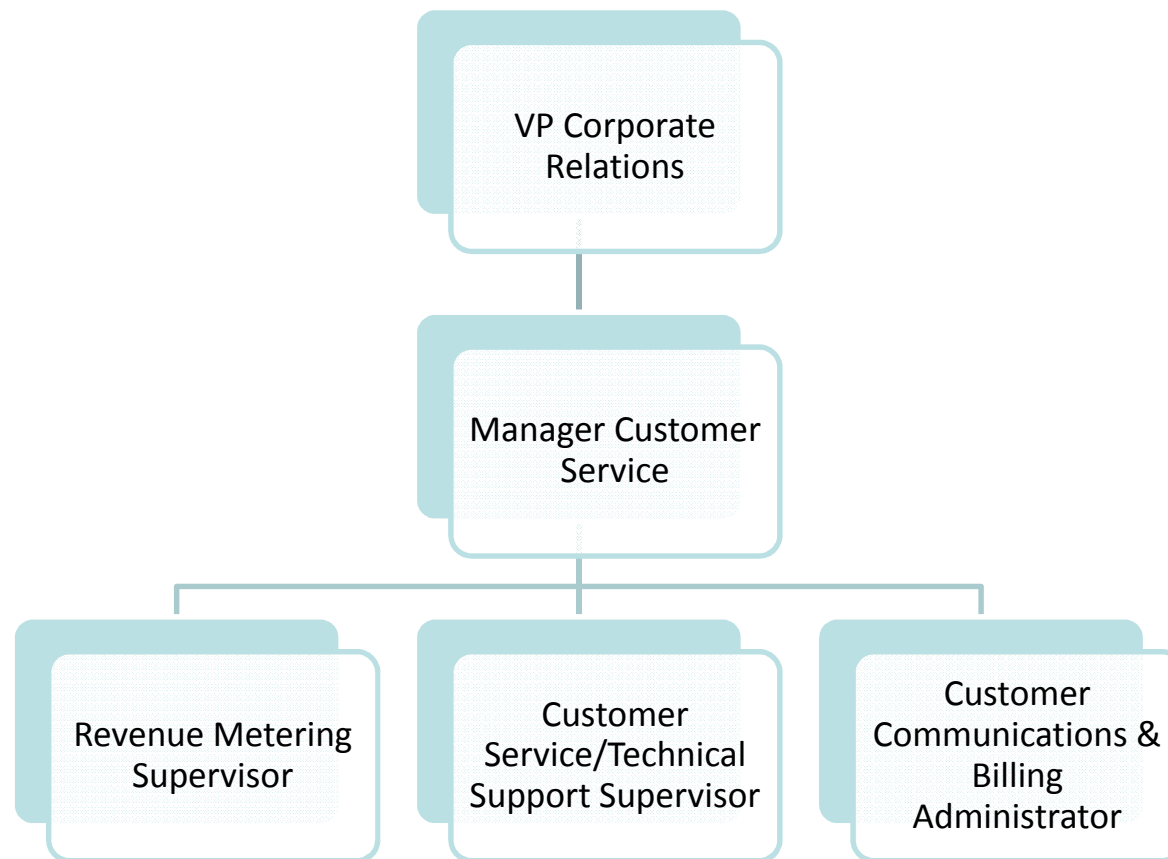 VP Corporate
Relations
Manager Customer
Service
Revenue Metering
Supervisor
Customer
Service/Technical
Support Supervisor
Customer
Communications &
Billing
Administrator